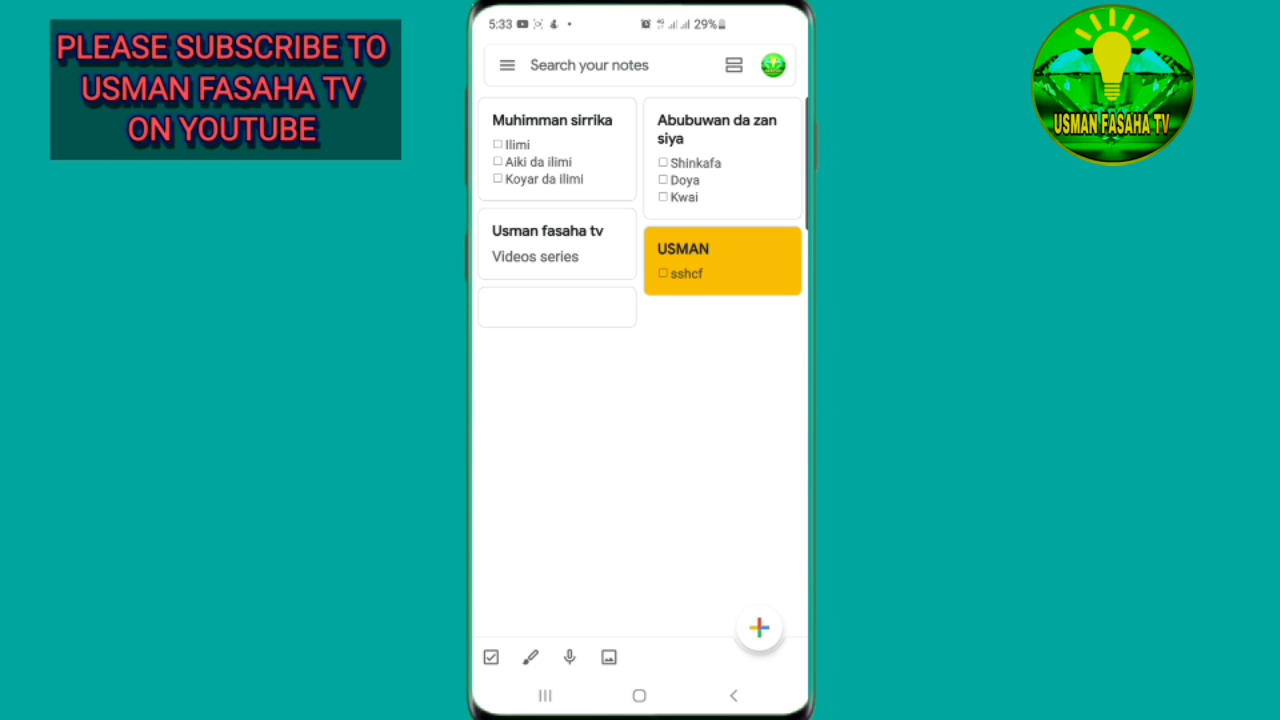 PLEASE SUBSCRIBE TO
USMAN FASAHA TV
ON YOUTUBE
5:33
29%
Search your notes
Muhimman sirrika
Ilimi
Aiki da ilimi
Koyar da ilimi
Usman fasaha tv
Videos series
Abubuwan da zan
siya
Shinkafa
Doya
Kwai
USMAN
sshcf
USMAN FASAHA TV